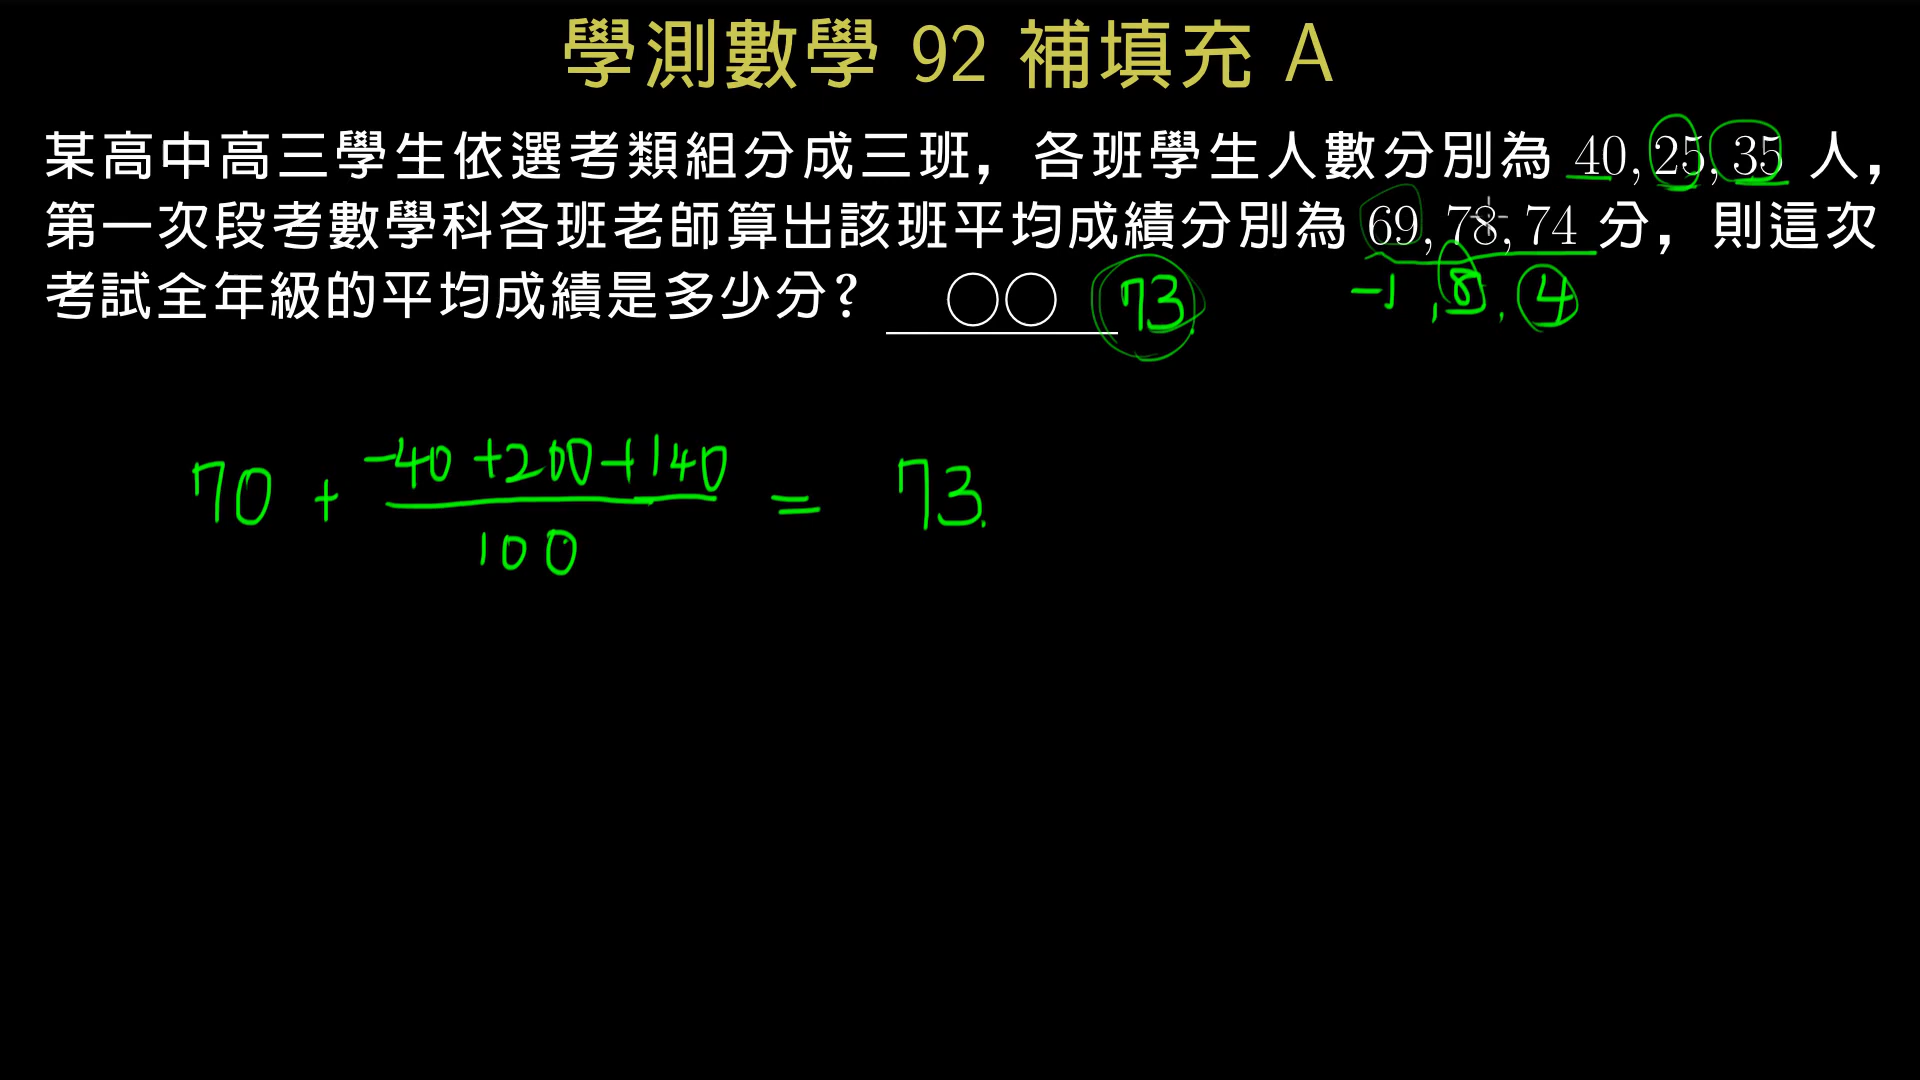 學測數學 92 補填充 A
某高中高三學生依選考類組分成三班，各班學生人數分別為 40, 25, 35 人，
第一次段考數學科各班老師算出該班平均成績分別為 69, 78, 74 分，則這次
考試全年級的平均成績是多少分？ ○○ 73.
-1, 8, 4
70 + (-40+200+140)/100 = 73.